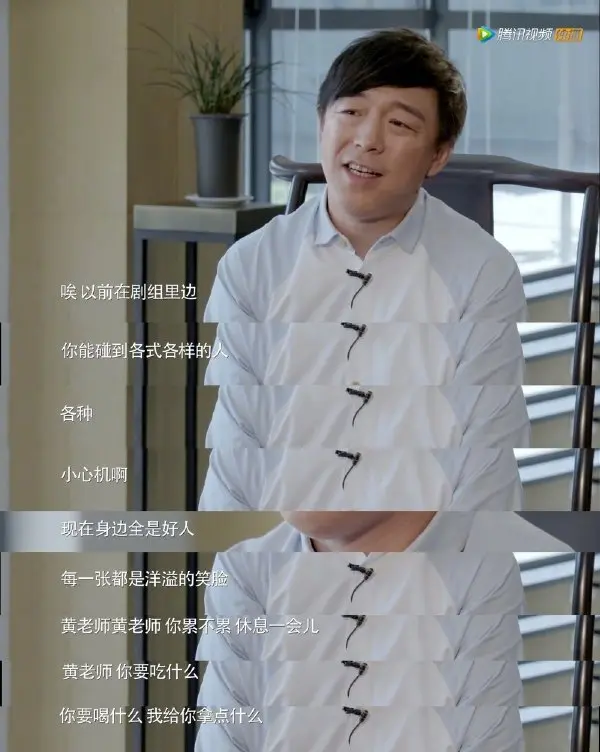 腾讯视频
唉 以前在剧组里边
你能碰到各式各样的人
各种
小心机啊
现在身边全是好人
每一张都是洋溢的笑脸
黄老师黄老师 你累不累 休息一会儿
黄老师 你要吃什么
你要喝什么 我给你拿点什么